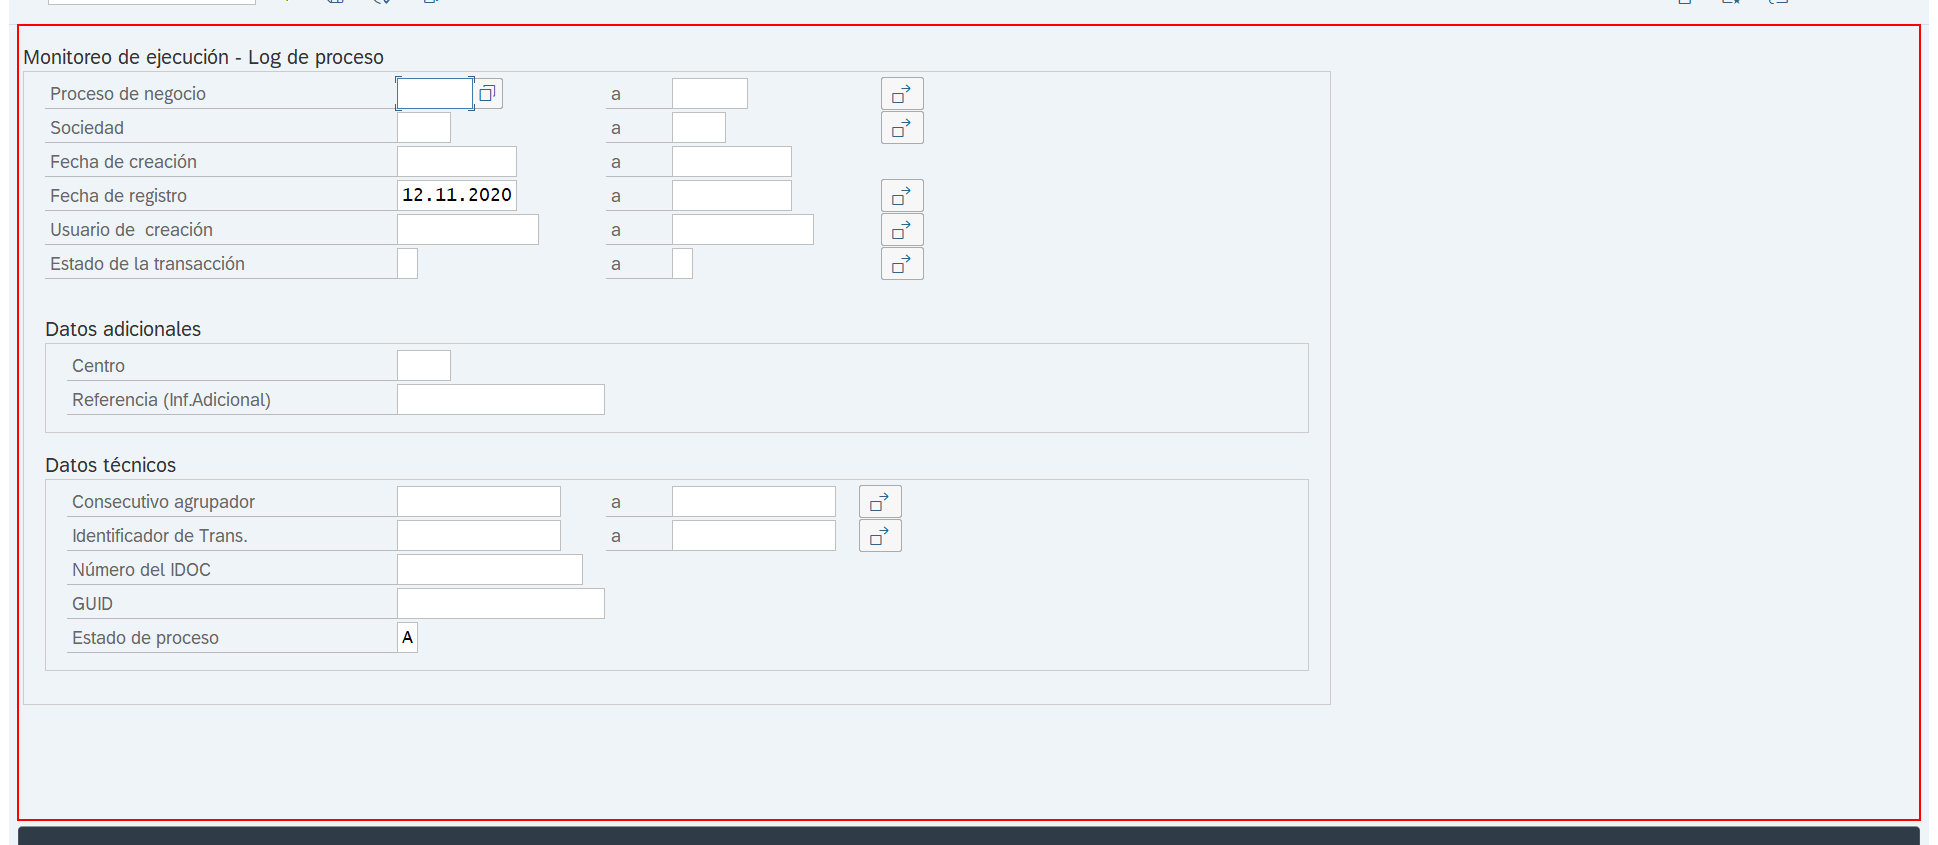 Monitoreo de ejecución - Log de proceso
Proceso de negocio a
Sociedad a
Fecha de creación a
Fecha de registro 12.11.2020 a
Usuario de  creación a
Estado de la transacción a
Datos adicionales
Centro
Referencia (Inf.Adicional)
Datos técnicos
Consecutivo agrupador a
Identificador de Trans. a
Número del IDOC
GUID
Estado de proceso A